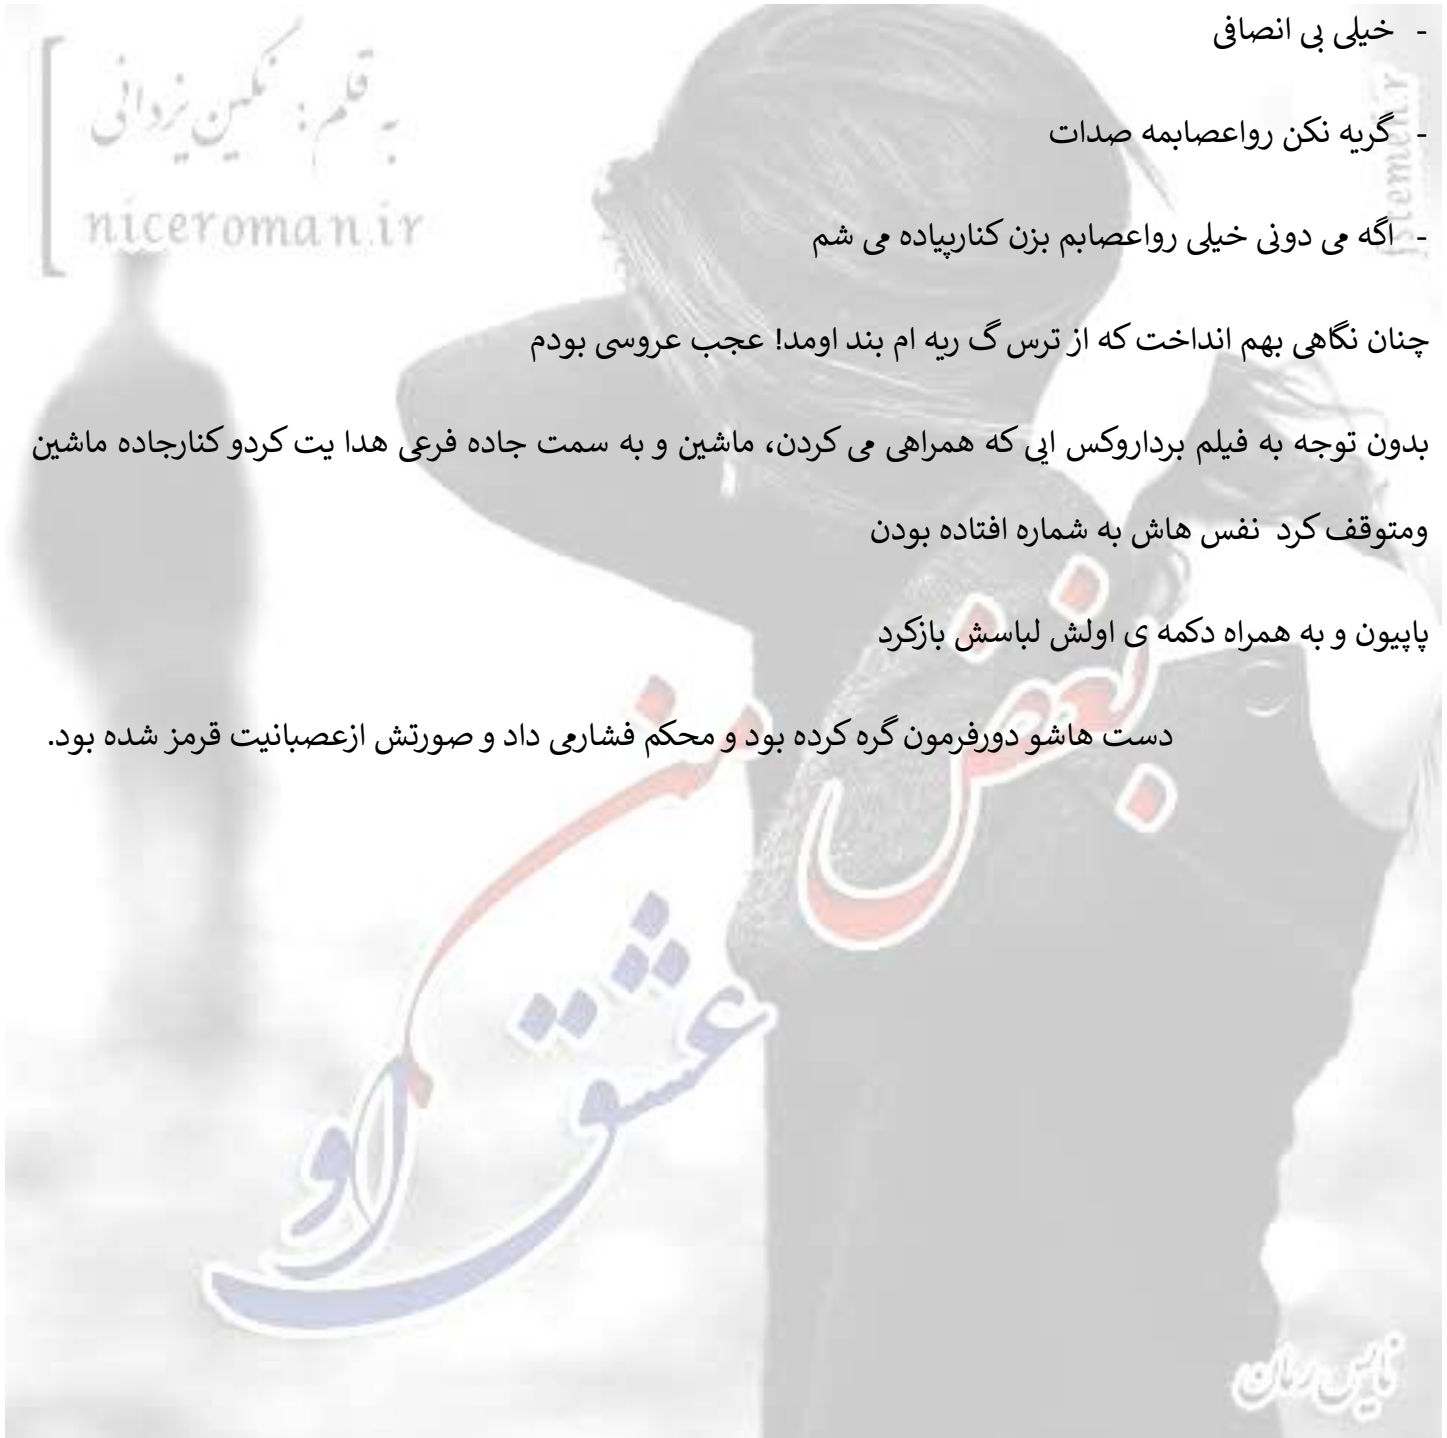 - خیلی بی انصافی
به قلم : نگین یزدانی
- گریه نکن رواعصابمه صدات
niceroman.ir
- اگه می دونی خیلی رواعصابم بزن کنارپیاده می شم
چنان نگاهی بهم انداخت که از ترس گ ریه ام بند اومد! عجب عروسی بودم
بدون توجه به فیلم برداروکس ایی که همراهی می کردن، ماشین و به سمت جاده فرعی هدا یت کردو کنارجاده ماشین
ومتوقف کرد نفس هاش به شماره افتاده بودن
پاپیون و به همراه دکمه ی اولش لباسش بازکرد
دست هاشو دورفرمون گره کرده بود و محکم فشارمی داد و صورتش ازعصبانیت قرمز شده بود.
بغض من
عشق او
نایس رمان